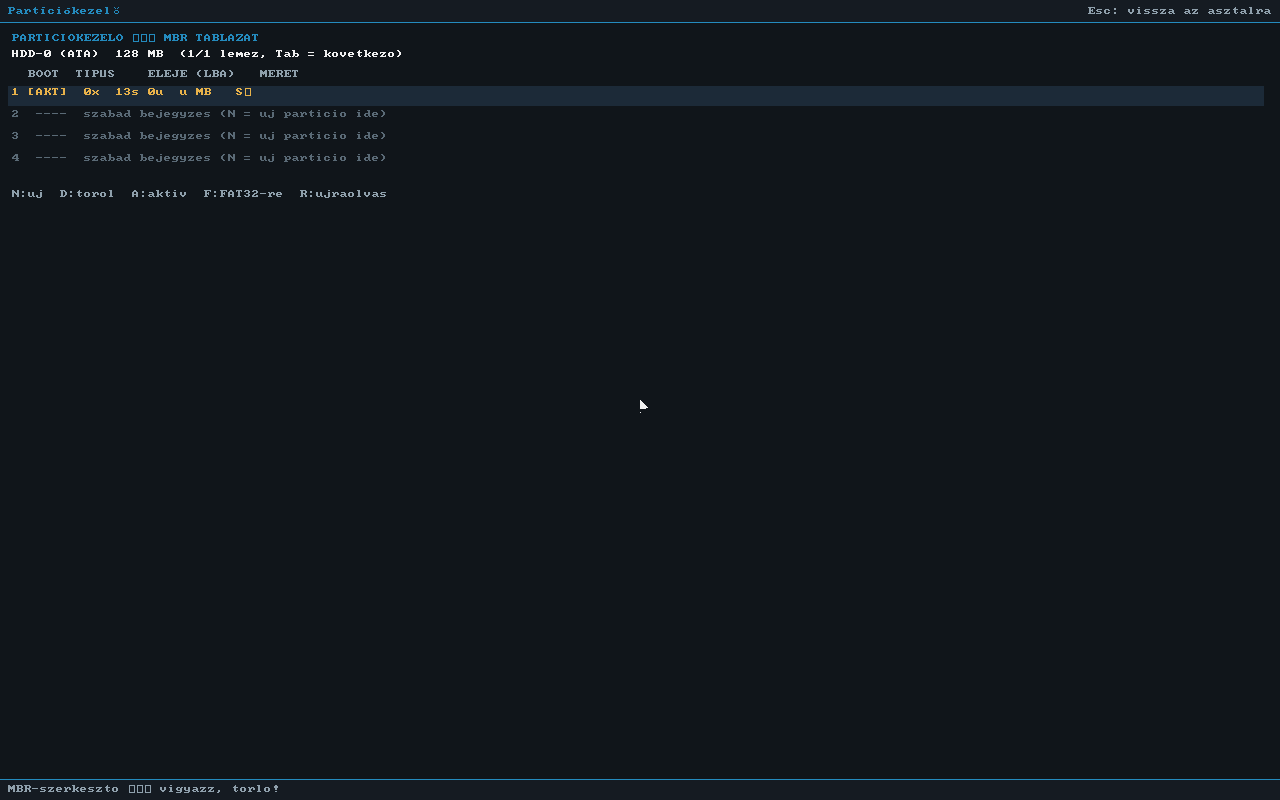 Partíciókezelő
Esc: vissza az asztalra
PARTICIOKEZELO □□□ MBR TABLAZAT
HDD-0 (ATA) 128 MB (1/1 lemez, Tab = kovetkezo)
BOOT TIPUS ELEJE (LBA) MERET
1 [AKT] 0x 13s 0u u MB S□
2 ---- szabad bejegyzes (N = uj particio ide)
3 ---- szabad bejegyzes (N = uj particio ide)
4 ---- szabad bejegyzes (N = uj particio ide)
N:uj D:torol A:aktiv F:FAT32-re R:ujraolvas
MBR-szerkeszto □□□ vigyazz, torlo!